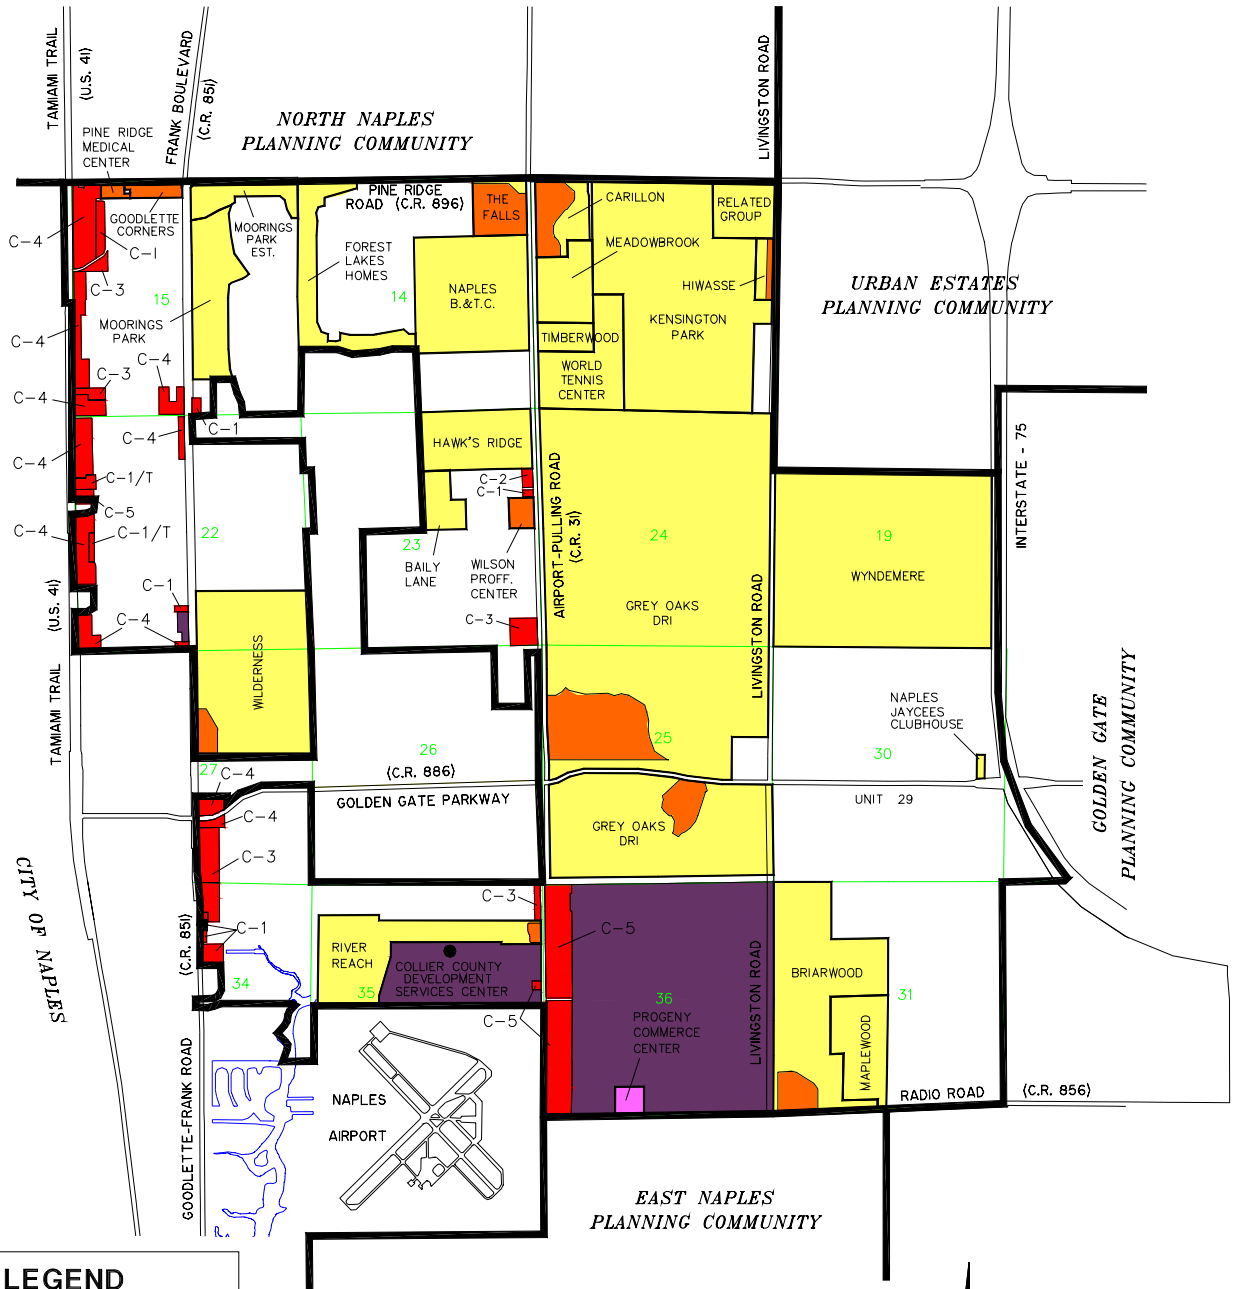 TAMIAMI TRAIL
(U.S. 41)
FRANK BOULEVARD
(C.R. 851)
LIVINGSTON ROAD
NORTH NAPLES
PLANNING COMMUNITY
PINE RIDGE
MEDICAL
CENTER
GOODLETTE
CORNERS
C-4
C-1
C-3
15
MOORINGS
PARK
C-4
C-3
C-4
C-4
C-1
C-4
C-4
C-1/T
C-5
C-4
C-1/T
C-1
C-4
(U.S. 41)
TAMIAMI TRAIL
MOORINGS
PARK
EST.
PINE RIDGE
ROAD (C.R. 896)
FOREST
LAKES
HOMES
14
THE
FALLS
NAPLES
B.&T.C.
CARILLON
MEADOWBROOK
RELATED
GROUP
HIWASSE
KENSINGTON
PARK
TIMBERWOOD
WORLD
TENNIS
CENTER
URBAN ESTATES
PLANNING COMMUNITY
HAWK'S RIDGE
C-2
C-1
22
23
BAILY
LANE
WILSON
PROFF.
CENTER
C-3
AIRPORT-PULLING ROAD
(C.R. 31)
24
GREY OAKS
DRI
LIVINGSTON ROAD
19
WYNDEMERE
INTERSTATE - 75
WILDERNESS
25
26
27
NAPLES
JAYCEES
CLUBHOUSE
30
GOLDEN GATE
PLANNING COMMUNITY
(C.R. 886)
GOLDEN GATE PARKWAY
UNIT 29
C-4
C-4
C-3
C-1
GREY OAKS
DRI
CITY OF NAPLES
(C.R. 851)
34
C-3
C-5
RIVER
REACH
COLLIER COUNTY
DEVELOPMENT
SERVICES CENTER
35
C-5
36
PROGENY
COMMERCE
CENTER
LIVINGSTON ROAD
BRIARWOOD
31
MAPLEWOOD
RADIO ROAD
(C.R. 856)
GOODLETTE-FRANK ROAD
NAPLES
AIRPORT
EAST NAPLES
PLANNING COMMUNITY
LEGEND